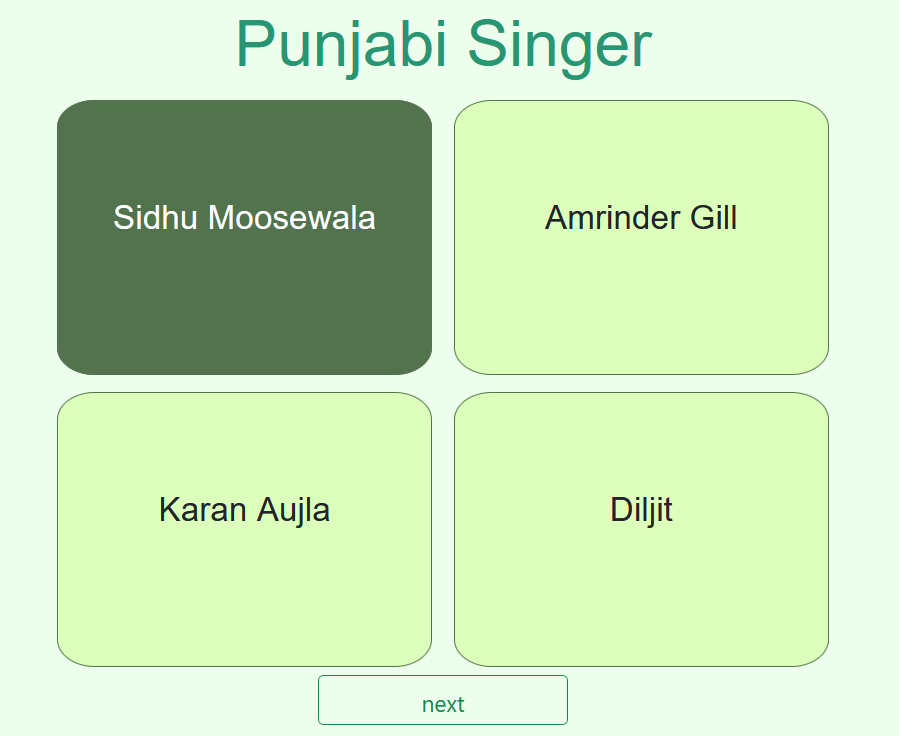 Punjabi Singer
Sidhu Moosewala
Amrinder Gill
Karan Aujla
Diljit
next